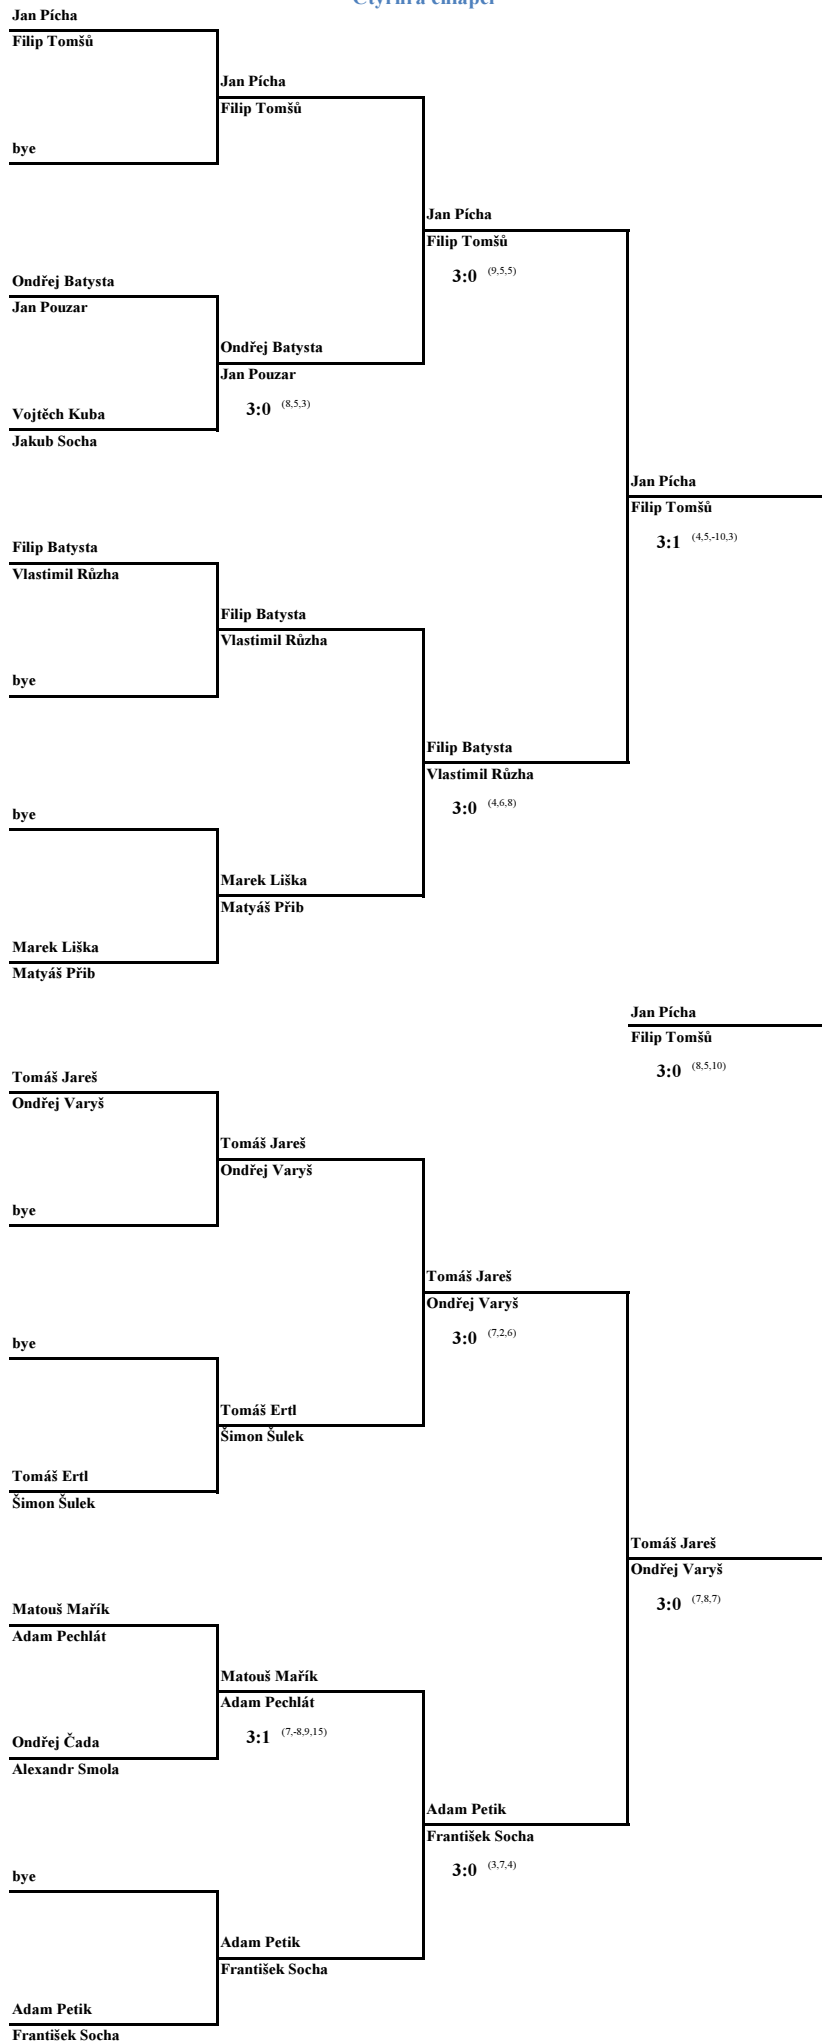 Jan Pícha
Filip Tomšů
Jan Pícha
Filip Tomšů
bye
Jan Pícha
Filip Tomšů
3:0 (9,5,5)
Ondřej Batysta
Jan Pouzar
Ondřej Batysta
Jan Pouzar
3:0 (8,5,3)
Vojtěch Kuba
Jakub Socha
Jan Pícha
Filip Tomšů
3:1 (4,5,-10,3)
Filip Batysta
Vlastimil Růzha
Filip Batysta
Vlastimil Růzha
bye
Filip Batysta
Vlastimil Růzha
3:0 (4,6,8)
bye
Marek Liška
Matyáš Přib
Marek Liška
Matyáš Přib
Jan Pícha
Filip Tomšů
3:0 (8,5,10)
Tomáš Jareš
Ondřej Varyš
Tomáš Jareš
Ondřej Varyš
bye
Tomáš Jareš
Ondřej Varyš
3:0 (7,2,6)
bye
Tomáš Ertl
Šimon Šulek
Tomáš Ertl
Šimon Šulek
Tomáš Jareš
Ondřej Varyš
3:0 (7,8,7)
Matouš Mařík
Adam Pechlát
Matouš Mařík
Adam Pechlát
3:1 (7,-8,9,15)
Ondřej Čada
Alexandr Smola
Adam Petik
František Socha
3:0 (3,7,4)
bye
Adam Petik
František Socha
Adam Petik
František Socha